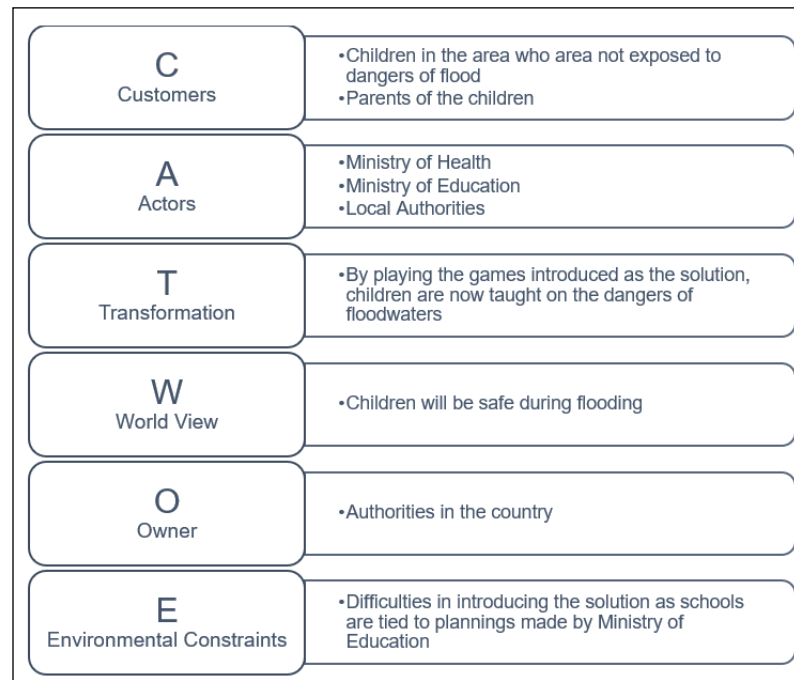 C
Customers
•Children in the area who area not exposed to
dangers of flood
•Parents of the children
A
Actors
•Ministry of Health
•Ministry of Education
•Local Authorities
T
Transformation
•By playing the games introduced as the solution,
children are now taught on the dangers of
floodwaters
W
World View
•Children will be safe during flooding
O
Owner
•Authorities in the country
E
Environmental Constraints
•Difficulties in introducing the solution as schools
are tied to plannings made by Ministry of
Education